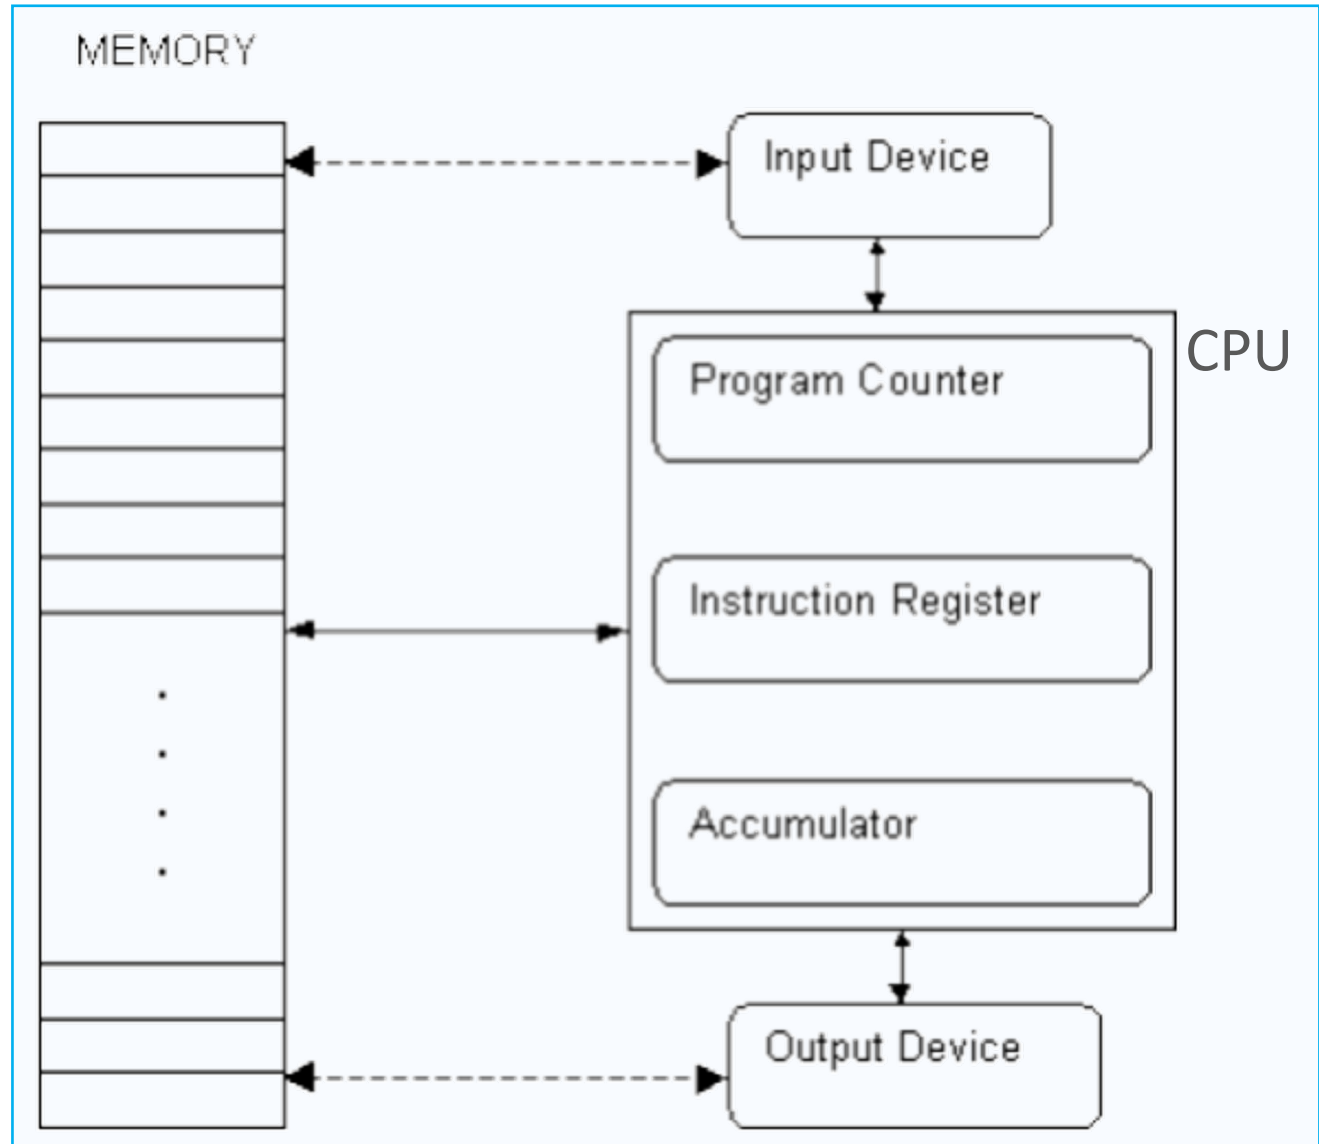 MEMORY
Input Device
CPU
Program Counter
Instruction Register
Accumulator
Output Device